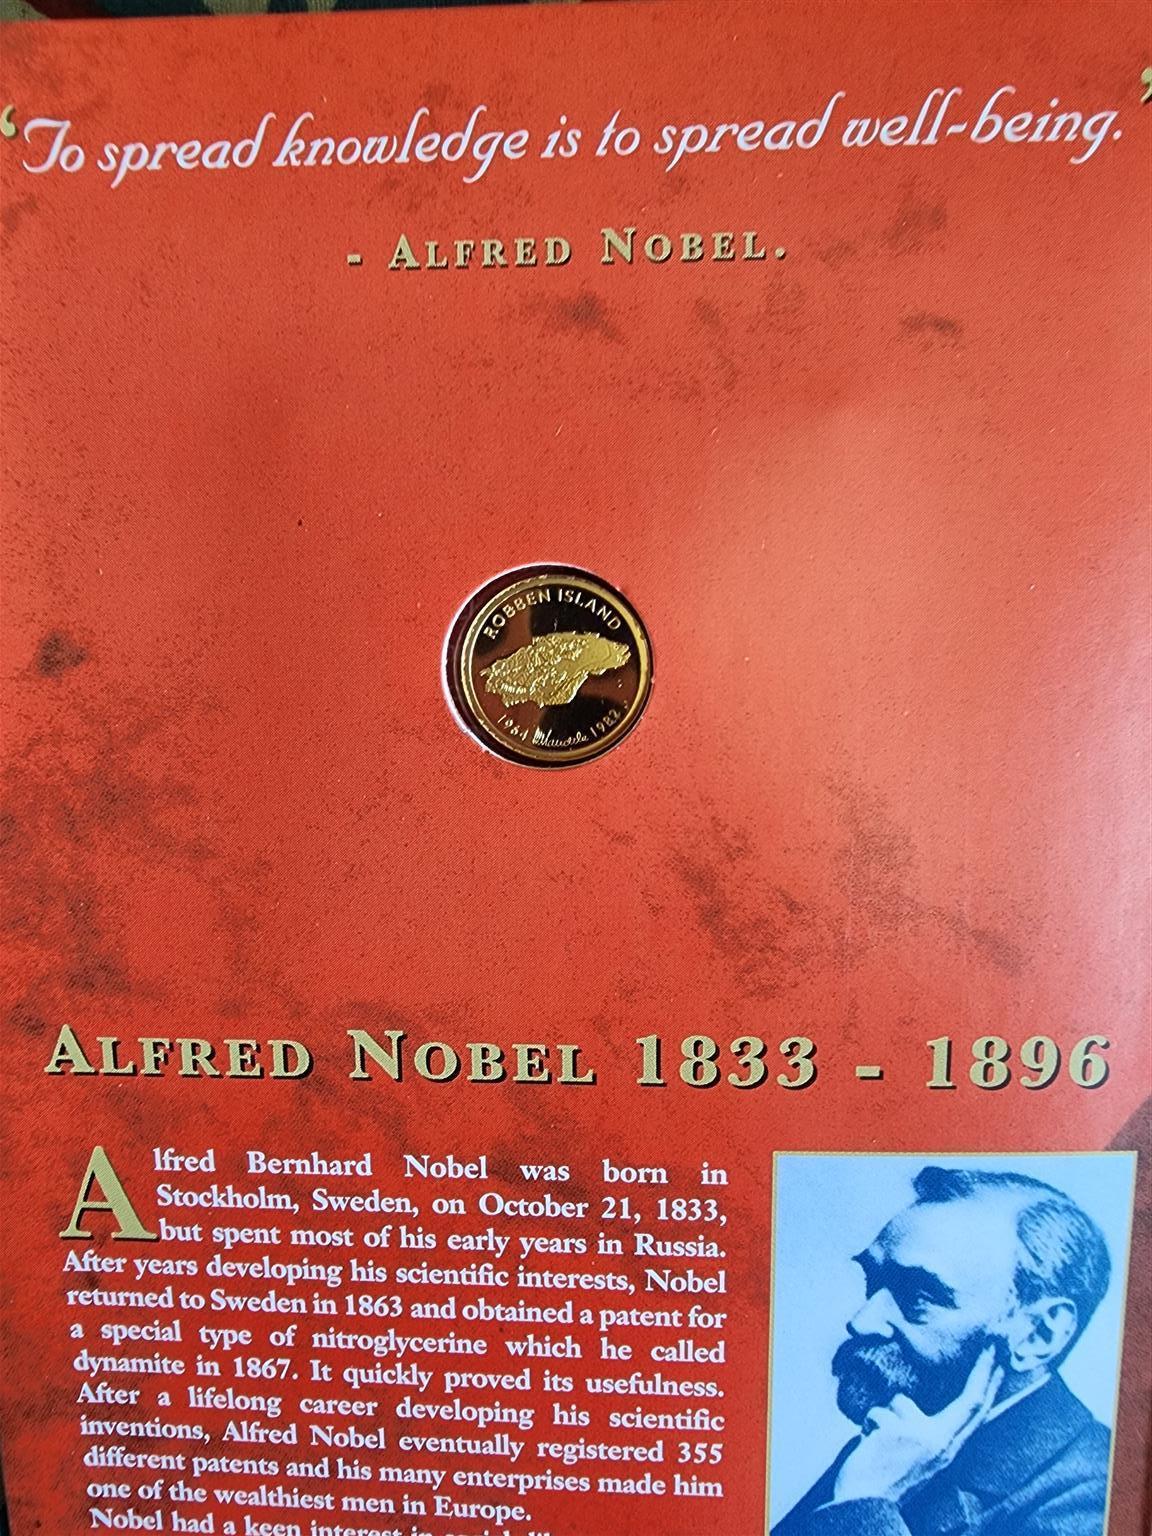 ‘To spread knowledge is to spread well-being.’
- ALFRED NOBEL.
ROBBEN ISLAND
1964 Mandela 1982
ALFRED NOBEL 1833 - 1896
Alfred Bernhard Nobel was born in
Stockholm, Sweden, on October 21, 1833,
but spent most of his early years in Russia.
After years developing his scientific interests, Nobel
returned to Sweden in 1863 and obtained a patent for
a special type of nitroglycerine which he called
dynamite in 1867. It quickly proved its usefulness.
After a lifelong career developing his scientific
inventions, Alfred Nobel eventually registered 355
different patents and his many enterprises made him
one of the wealthiest men in Europe.
Nobel had a keen interest in